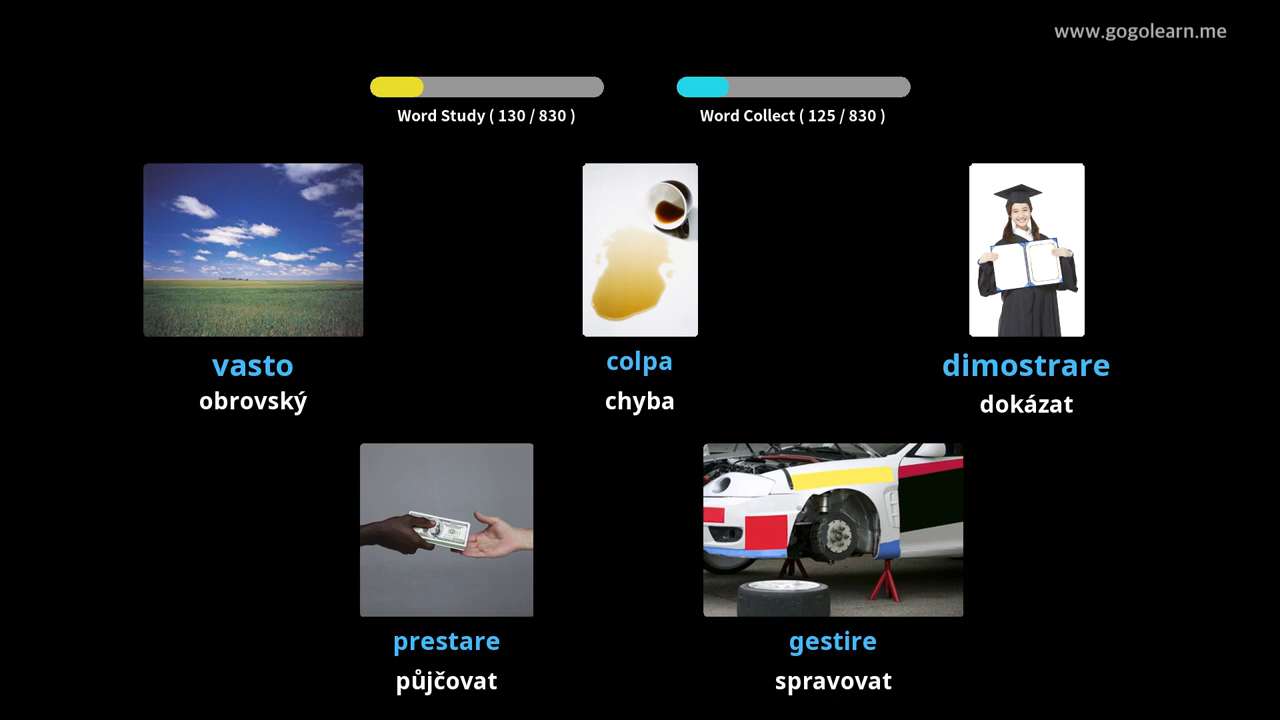 www.gogolearn.me
Word Study ( 130 / 830 )
Word Collect ( 125 / 830 )
vasto
obrovský
colpa
chyba
dimostrare
dokázat
prestare
půjčovat
gestire
spravovat